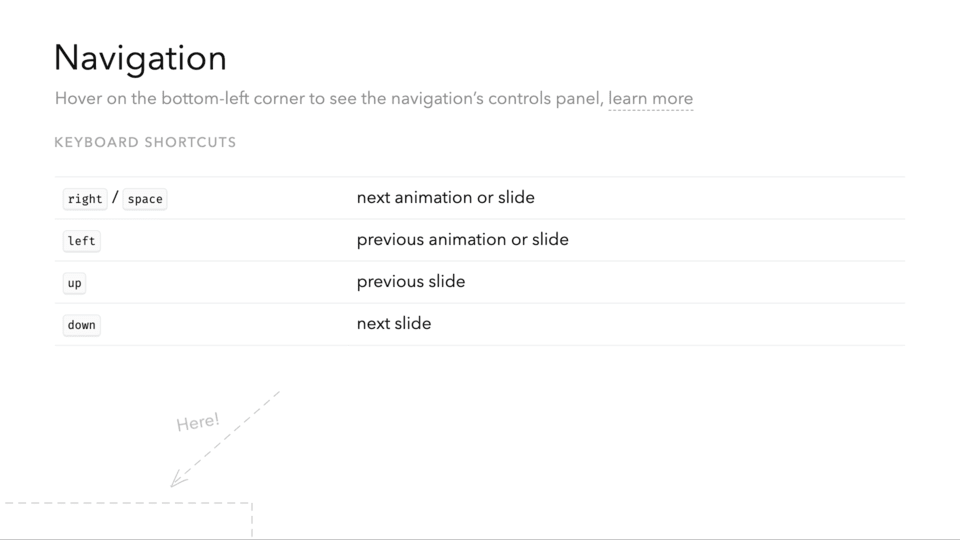 Navigation
Hover on the bottom-left corner to see the navigation’s controls panel, learn more
KEYBOARD SHORTCUTS
right / space next animation or slide
left previous animation or slide
up previous slide
down next slide
Here!